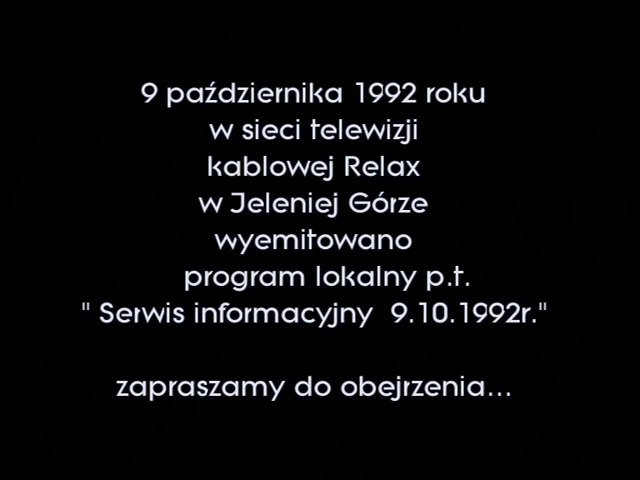 9 października 1992 roku
w sieci telewizji
kablowej Relax
w Jeleniej Górze
wyemitowano
program lokalny p.t.
" Serwis informacyjny  9.10.1992r."
zapraszamy do obejrzenia...